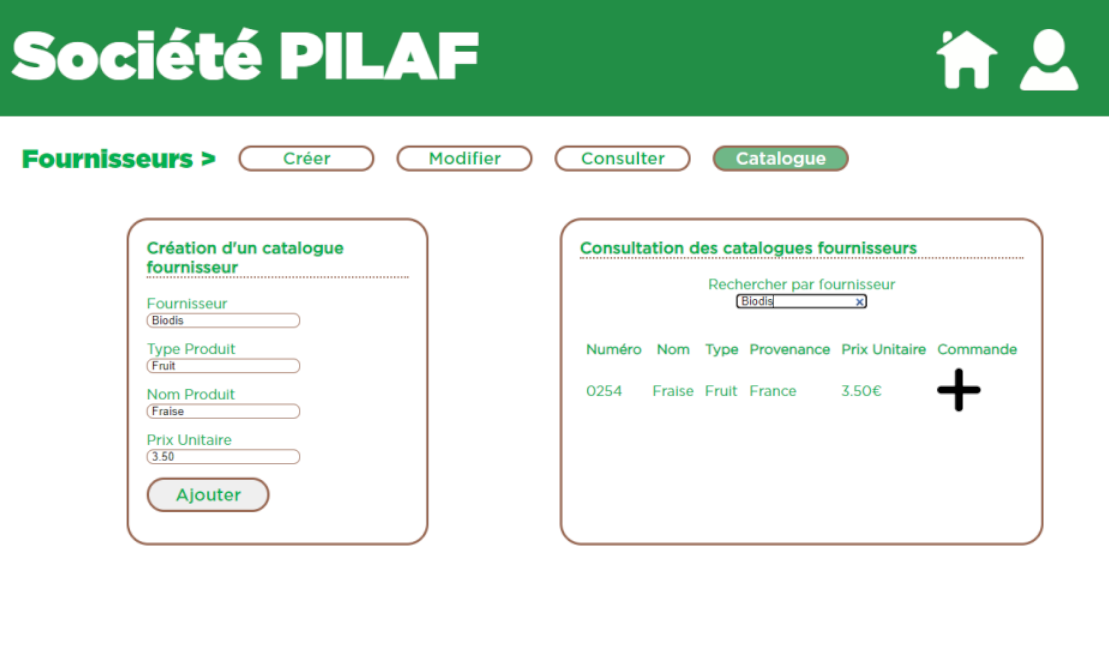 Société PILAF
Fournisseurs > Créer Modifier Consulter Catalogue
Création d'un catalogue
fournisseur
Fournisseur
Biodis
Type Produit
Fruit
Nom Produit
Fraise
Prix Unitaire
3.50
Ajouter
Consultation des catalogues fournisseurs
Rechercher par fournisseur
Biodis x
Numéro Nom Type Provenance Prix Unitaire Commande
0254 Fraise Fruit France 3.50€